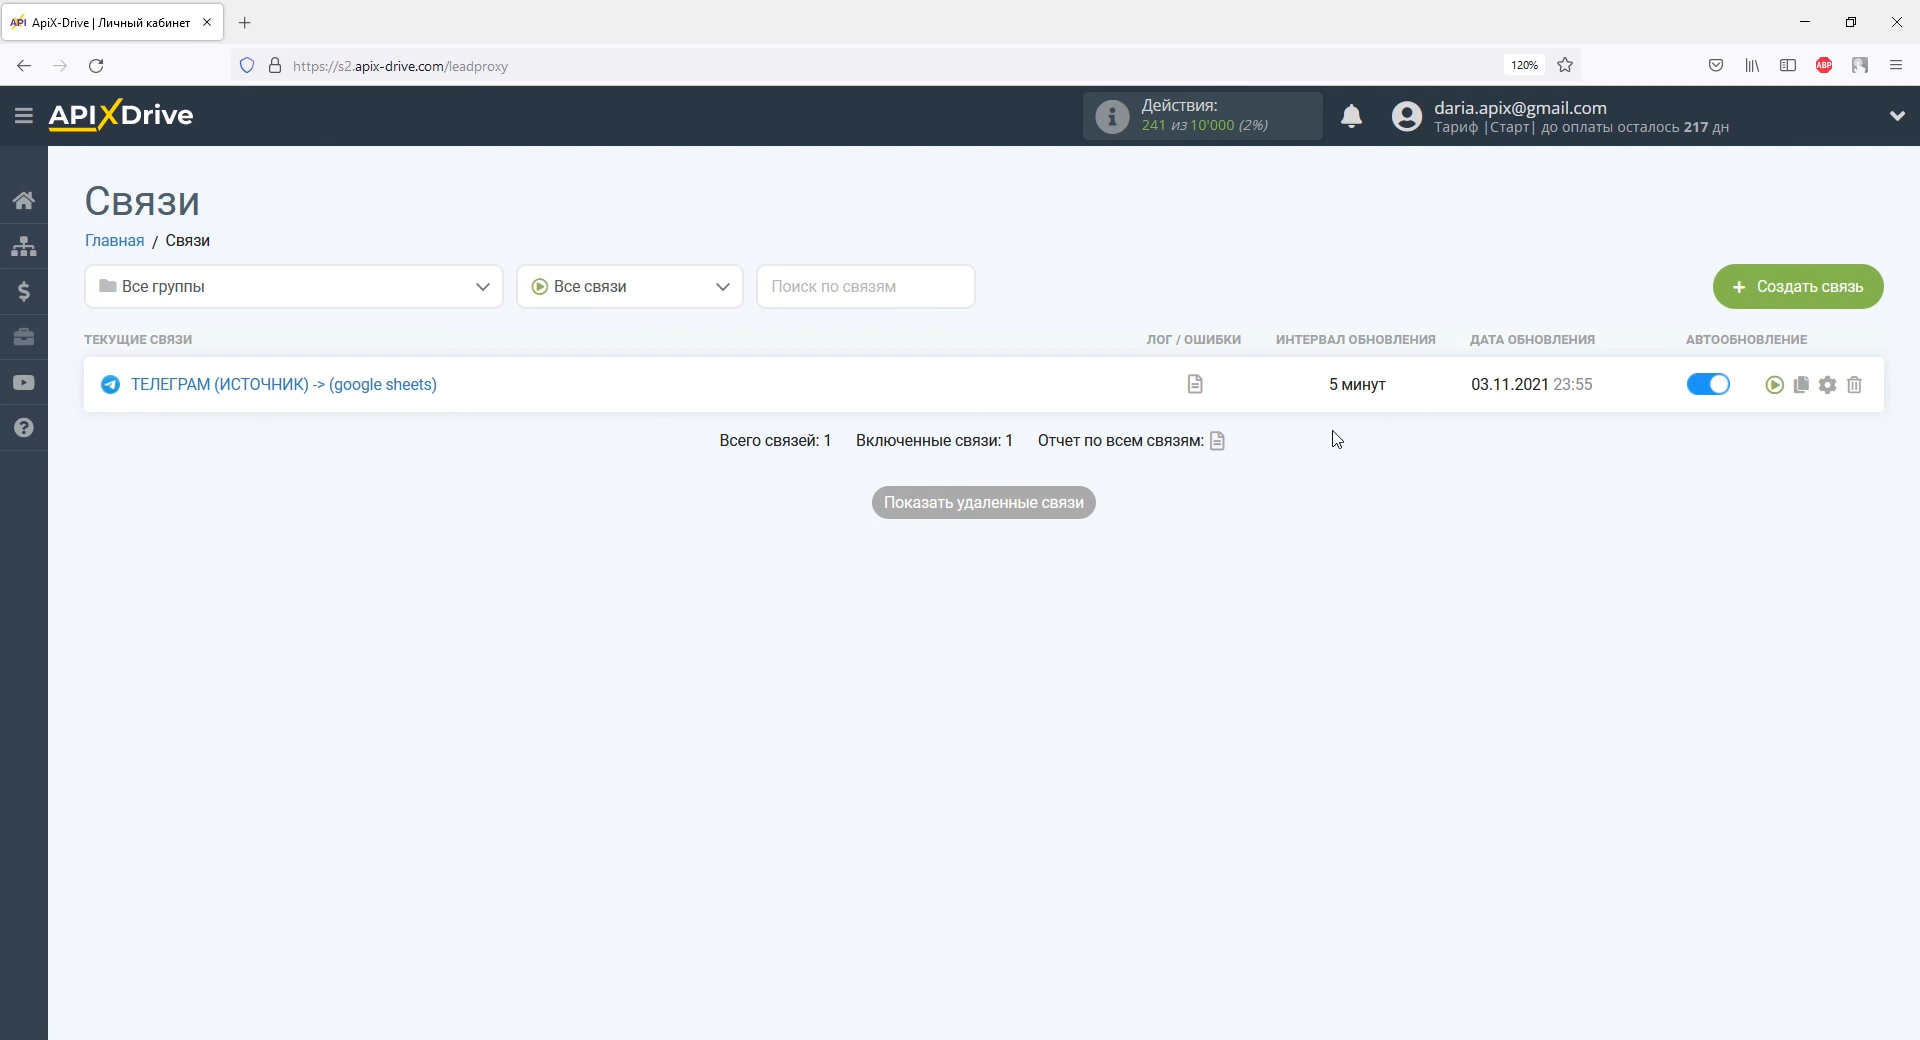 API ApiX-Drive | Личный кабинет
https://s2.apix-drive.com/leadproxy
120%
ABP
APIXDrive
Действия:
241 из 10'000 (2%)
daria.apix@gmail.com
Тариф |Старт| до оплаты осталось 217 дн
Связи
Главная / Связи
Все группы
Все связи
Поиск по связям
+ Создать связь
ТЕКУЩИЕ СВЯЗИ
ЛОГ / ОШИБКИ
ИНТЕРВАЛ ОБНОВЛЕНИЯ
ДАТА ОБНОВЛЕНИЯ
АВТООБНОВЛЕНИЕ
ТЕЛЕГРАМ (ИСТОЧНИК) -> (google sheets)
5 минут
03.11.2021 23:55
Всего связей: 1 Включенные связи: 1 Отчет по всем связям:
Показать удаленные связи